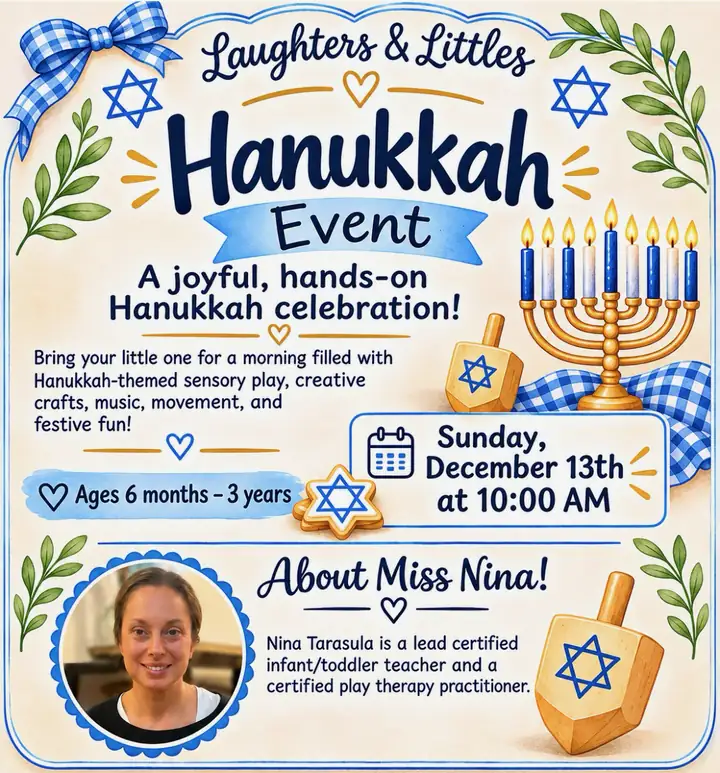 Laughters & Littles
Hanukkah
Event
A joyful, hands-on
Hanukkah celebration!
Bring your little one for a morning filled with
Hanukkah-themed sensory play, creative
crafts, music, movement, and
festive fun!
Ages 6 months – 3 years
Sunday,
December 13th
at 10:00 AM
About Miss Nina!
Nina Tarasula is a lead certified
infant/toddler teacher and a
certified play therapy practitioner.